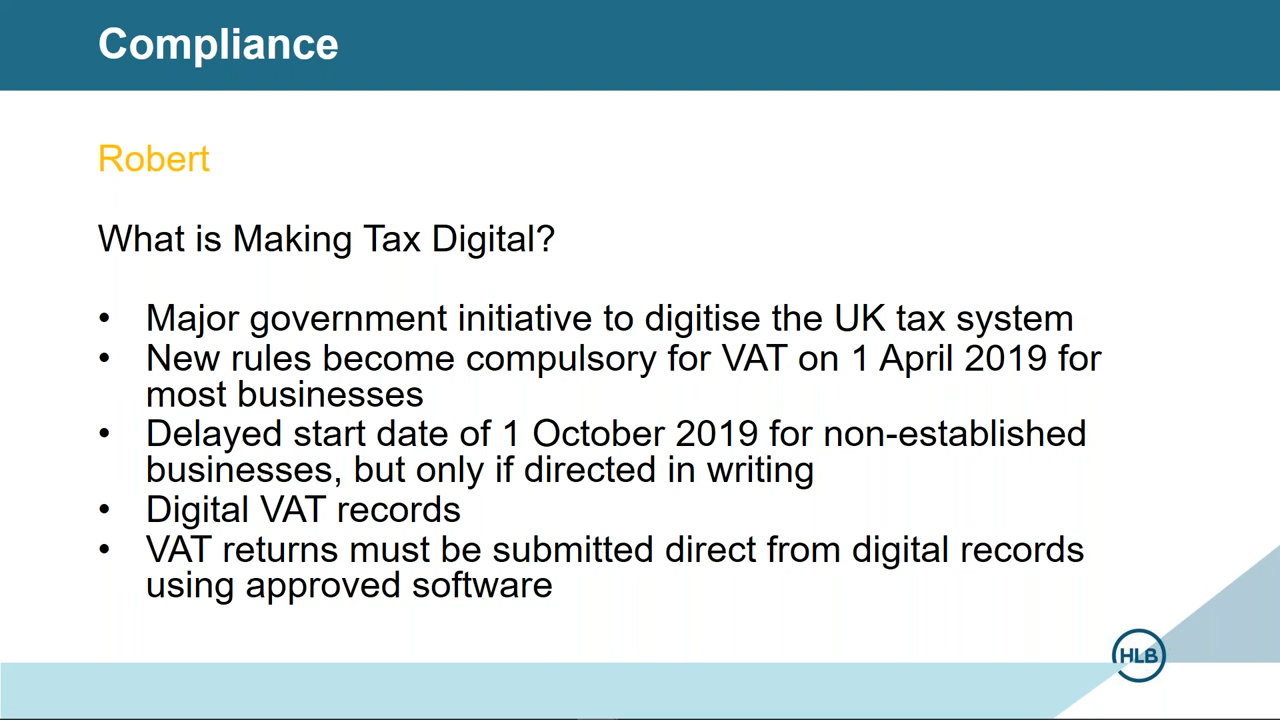 Compliance
Robert
What is Making Tax Digital?
• Major government initiative to digitise the UK tax system
• New rules become compulsory for VAT on 1 April 2019 for
most businesses
• Delayed start date of 1 October 2019 for non-established
businesses, but only if directed in writing
• Digital VAT records
• VAT returns must be submitted direct from digital records
using approved software
HLB